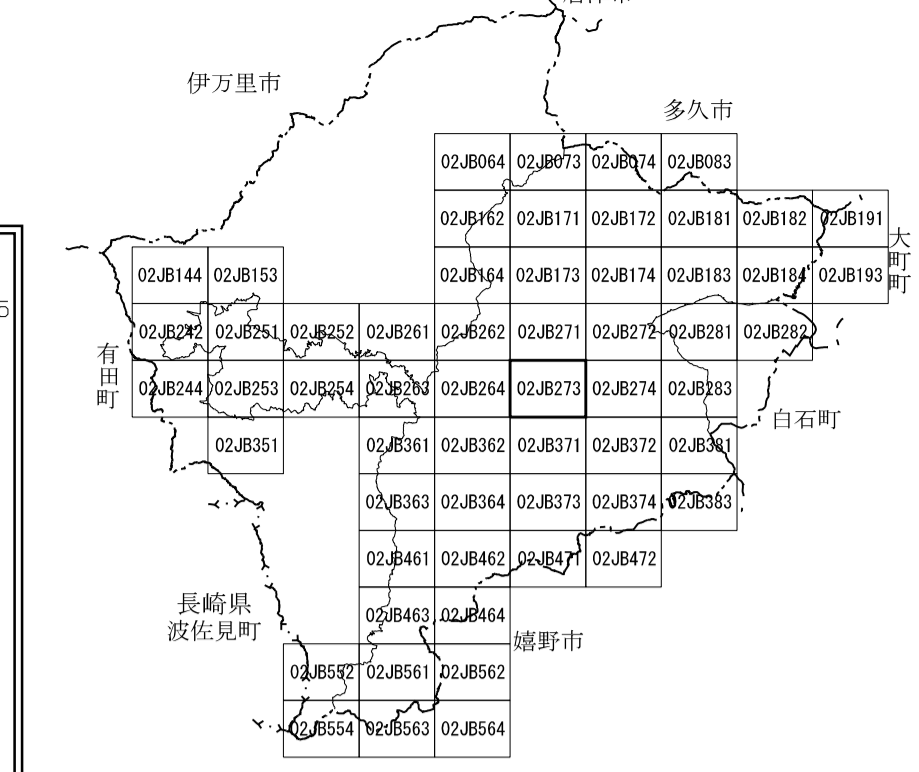 伊万里市
多久市
02JB064 02JB073 02JB074 02JB083
02JB162 02JB171 02JB172 02JB181 02JB182 02JB191
大町町
02JB144 02JB153 02JB164 02JB173 02JB174 02JB183 02JB184 02JB193
02JB242 02JB251 02JB252 02JB261 02JB262 02JB271 02JB272 02JB281 02JB282
有田町
02JB244 02JB253 02JB254 02JB263 02JB264 02JB273 02JB274 02JB283
白石町
02JB351 02JB361 02JB362 02JB371 02JB372 02JB381
02JB363 02JB364 02JB373 02JB374 02JB383
02JB461 02JB462 02JB471 02JB472
長崎県
波佐見町
02JB463 02JB464
嬉野市
02JB552 02JB561 02JB562
02JB554 02JB563 02JB564